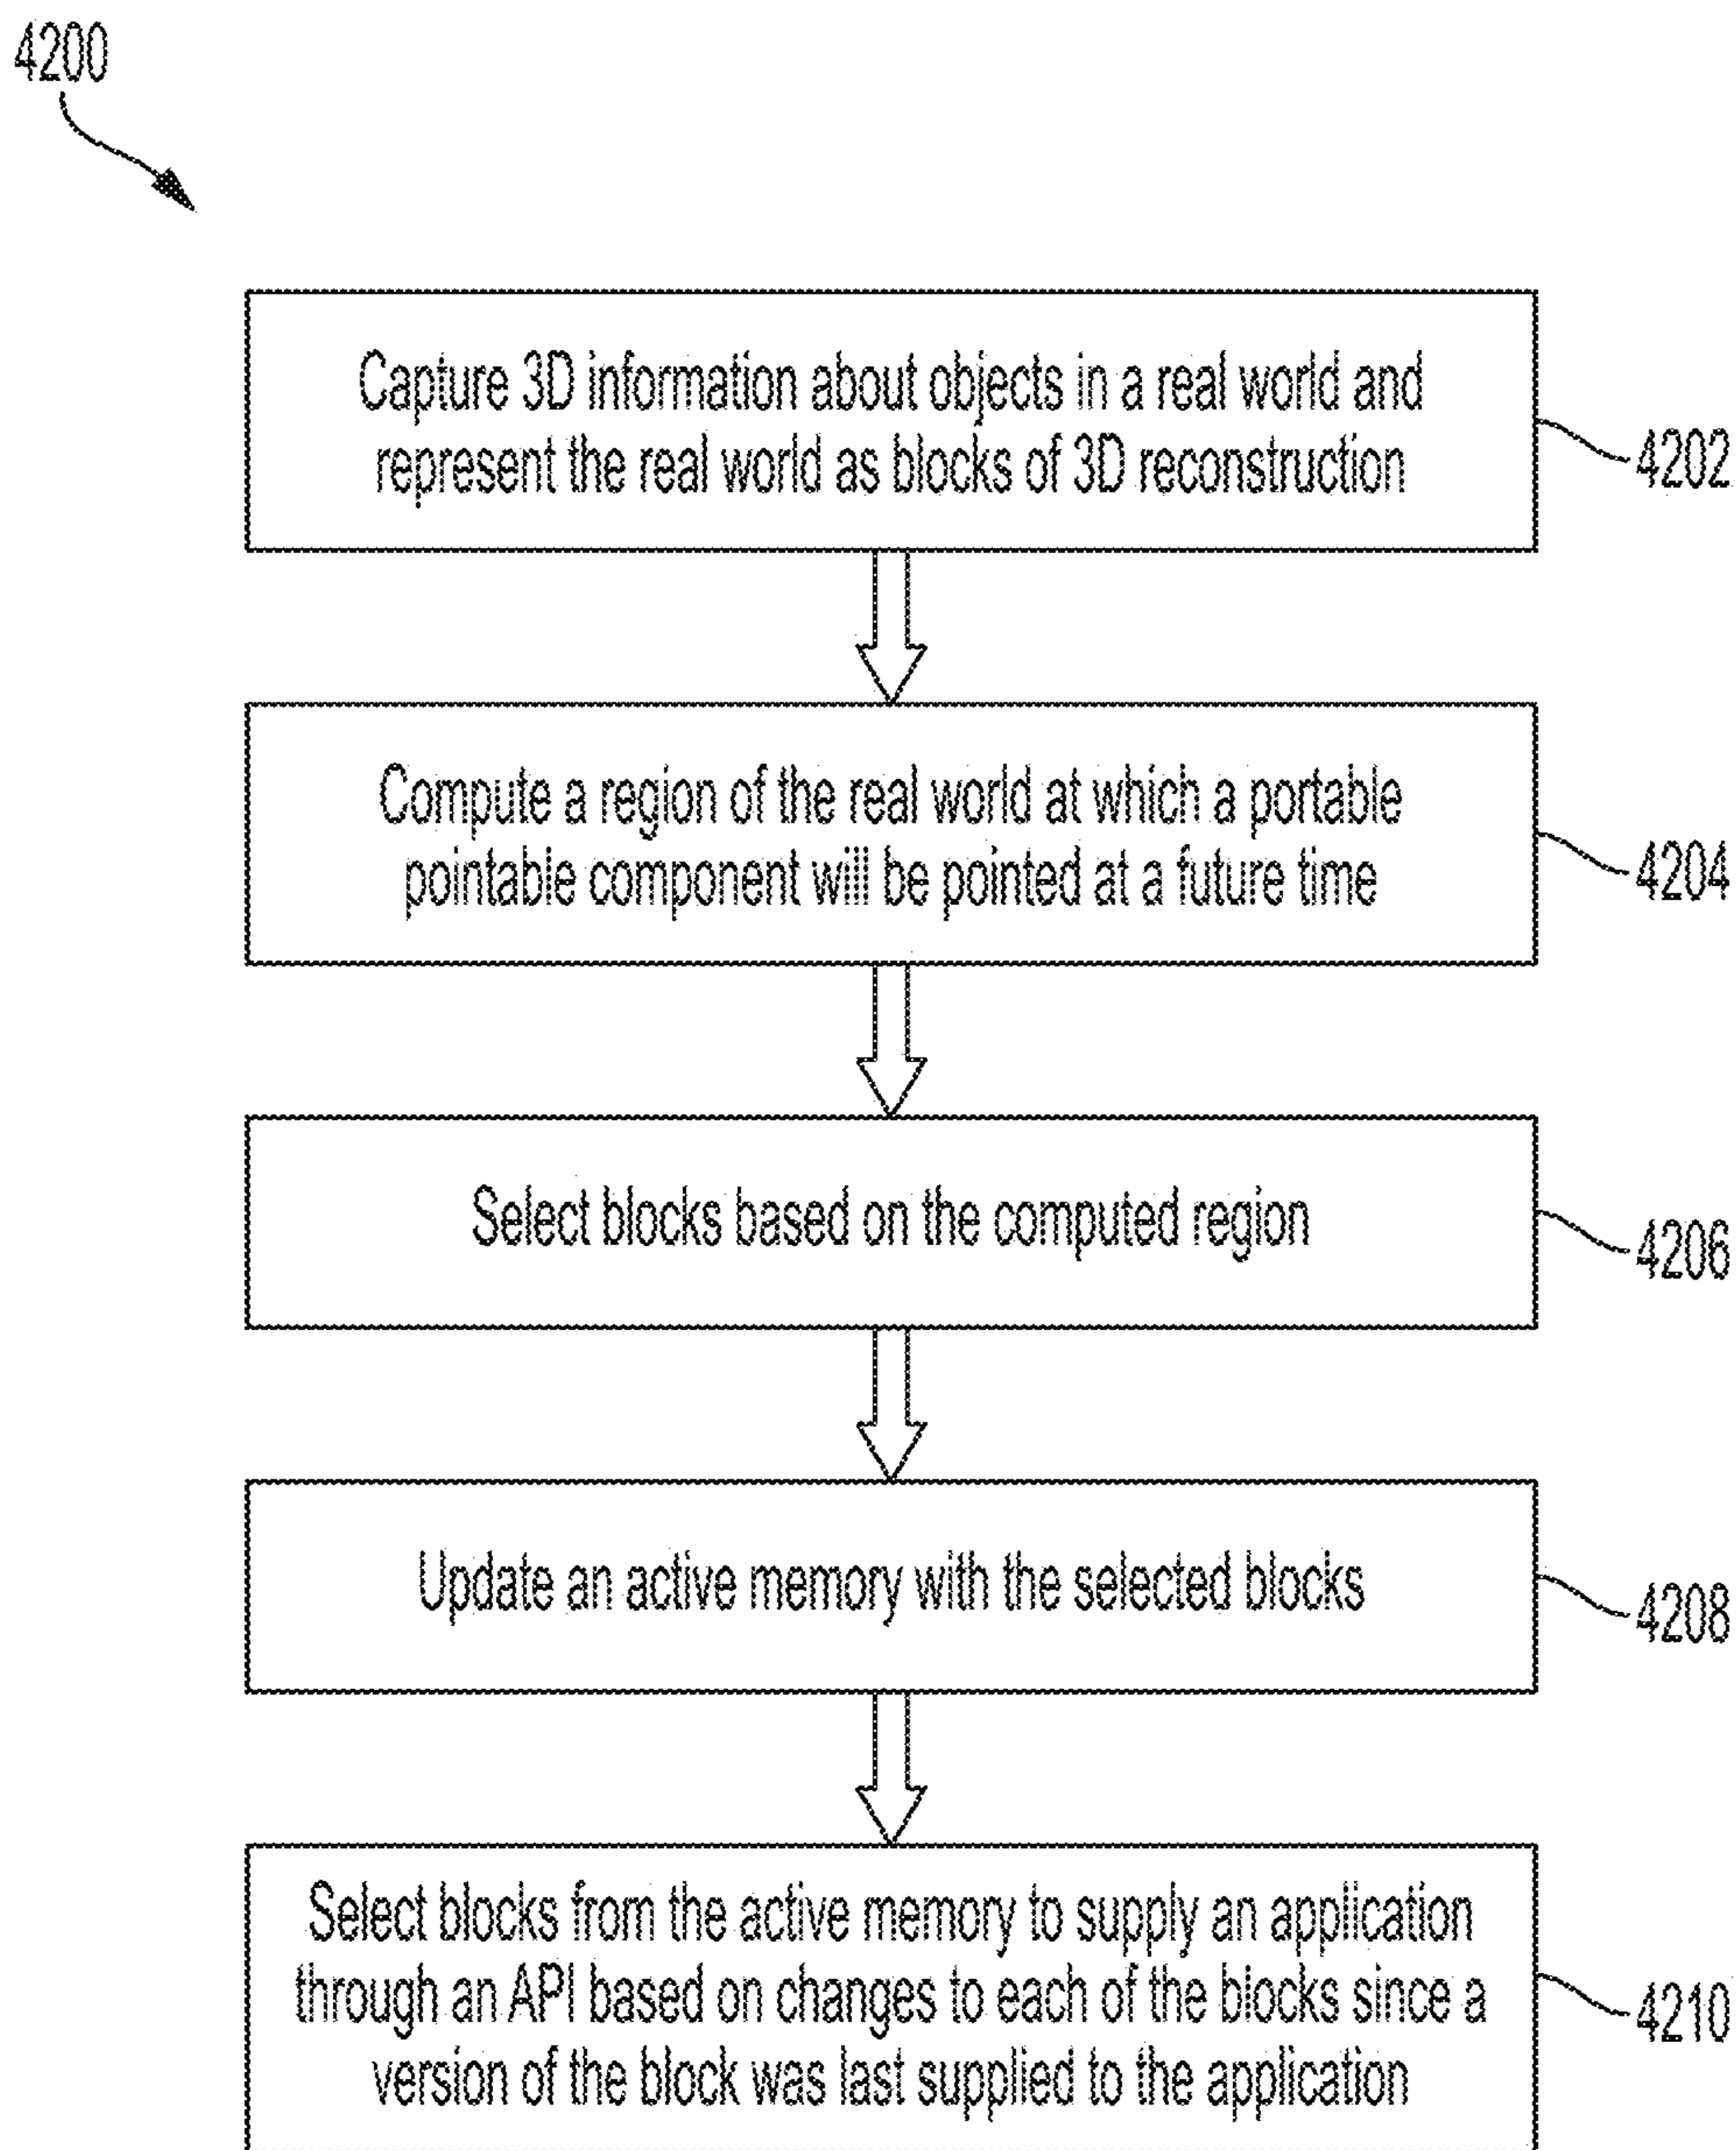 4200
Capture 3D information about objects in a real world and
represent the real world as blocks of 3D reconstruction
4202
Compute a region of the real world at which a portable
pointable component will be pointed at a future time
4204
Select blocks based on the computed region
4206
Update an active memory with the selected blocks
4208
Select blocks from the active memory to supply an application
through an API based on changes to each of the blocks since a
version of the block was last supplied to the application
4210